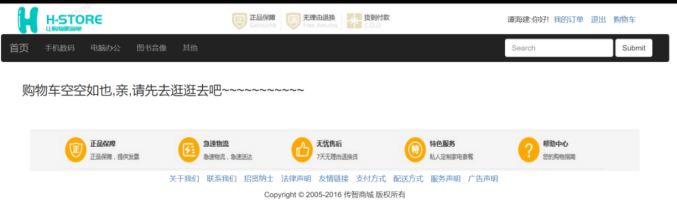 H-STORE
让购物更简单
正品保障
无理由退换
货到付款
潭海建:你好! 我的订单 退出 购物车
首页 手机数码 电脑办公 图书音像 其他
Search Submit
购物车空空如也,亲,请先去逛逛去吧~~~~~~~~~~~
正 正品保障 正品保障，提供发票
急速物流 急速物流，急速送达
无忧售后 7天无理由退换货
特 特色服务 私人定制家电套餐
? 帮助中心 您的购物指南
关于我们 联系我们 招贤纳士 法律声明 友情链接 支付方式 配送方式 服务声明 广告声明
Copyright © 2005-2016 传智商城 版权所有